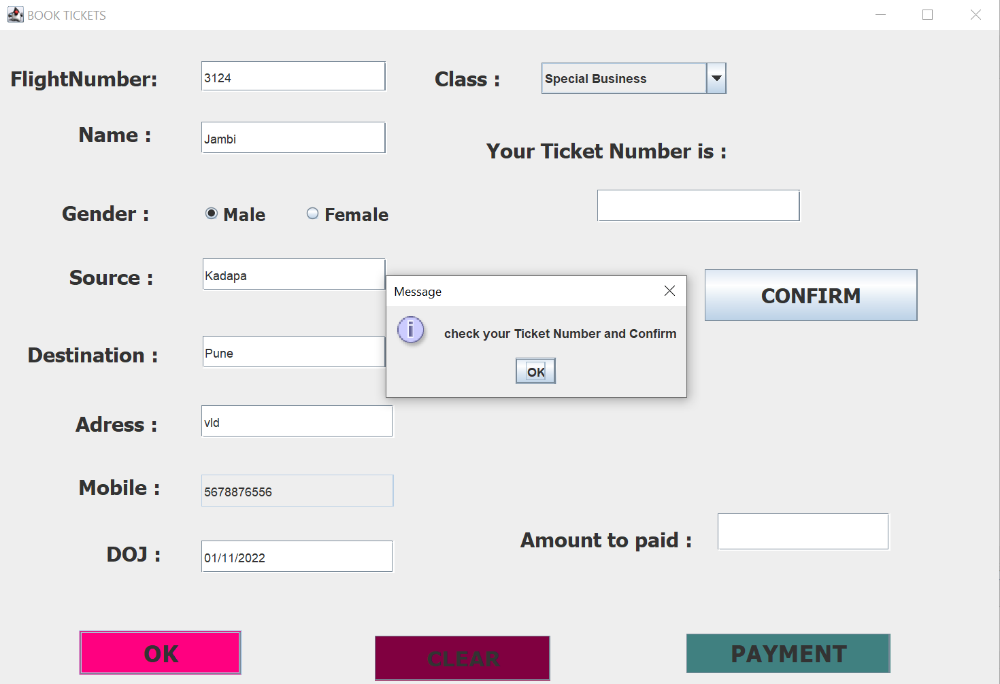 BOOK TICKETS
FlightNumber: 3124 Class : Special Business
Name : Jambi
Your Ticket Number is :
Gender : Male Female
Source : Kadapa
Message
CONFIRM
check your Ticket Number and Confirm
Destination : Pune
OK
Adress : vld
Mobile : 5678876556
Amount to paid :
DOJ : 01/11/2022
OK CLEAR PAYMENT